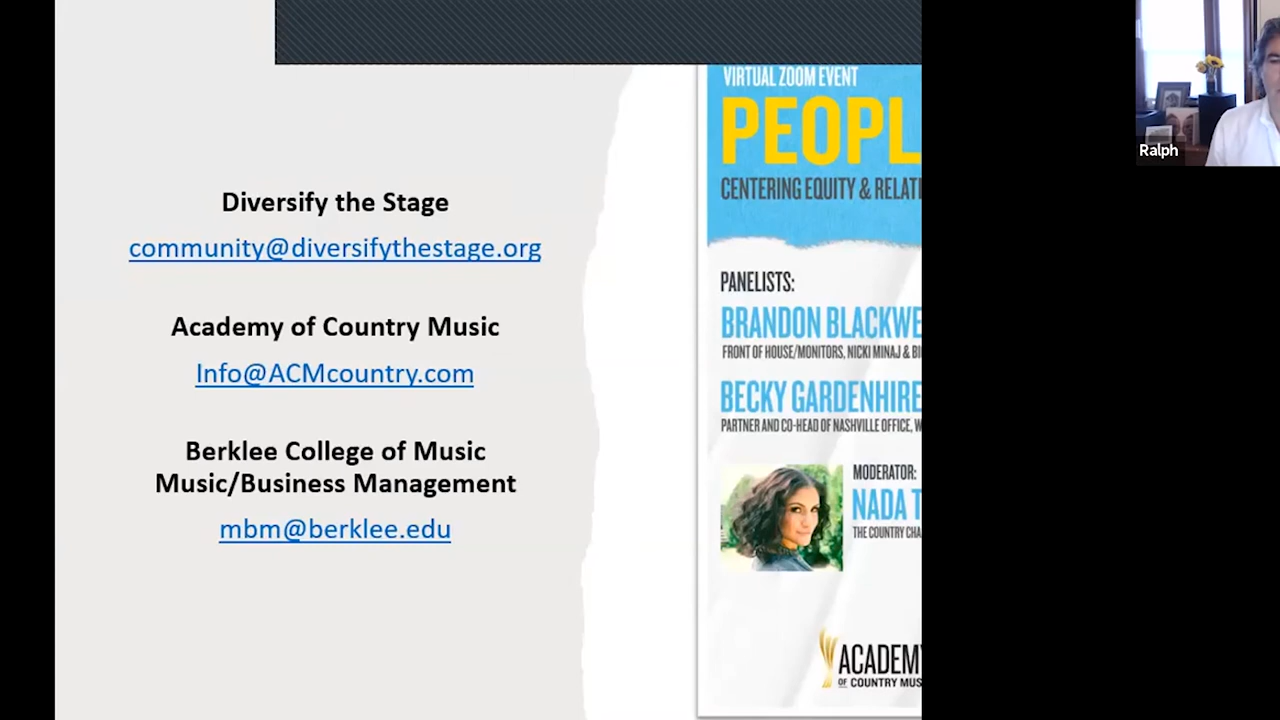 Diversify the Stage
community@diversifythestage.org
Academy of Country Music
Info@ACMcountry.com
Berklee College of Music
Music/Business Management
mbm@berklee.edu
VIRTUAL ZOOM EVENT
PEOPL
CENTERING EQUITY & RELATI
PANELISTS:
BRANDON BLACKWE
FRONT OF HOUSE/MONITORS, NICKI MINAJ & BI
BECKY GARDENHIRE
PARTNER AND CO-HEAD OF NASHVILLE OFFICE, W
MODERATOR:
NADA T
THE COUNTRY CHA
ACADEMY
OF COUNTRY MUS
Ralph